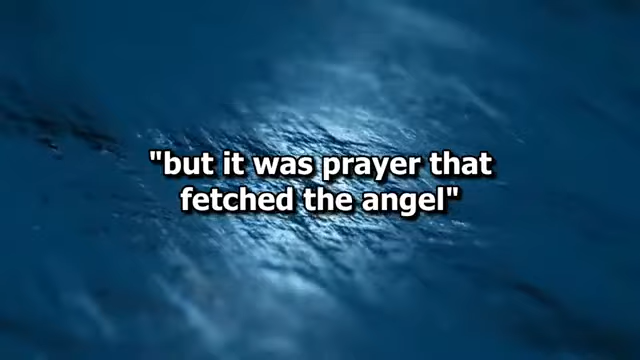 "but it was prayer that
fetched the angel"